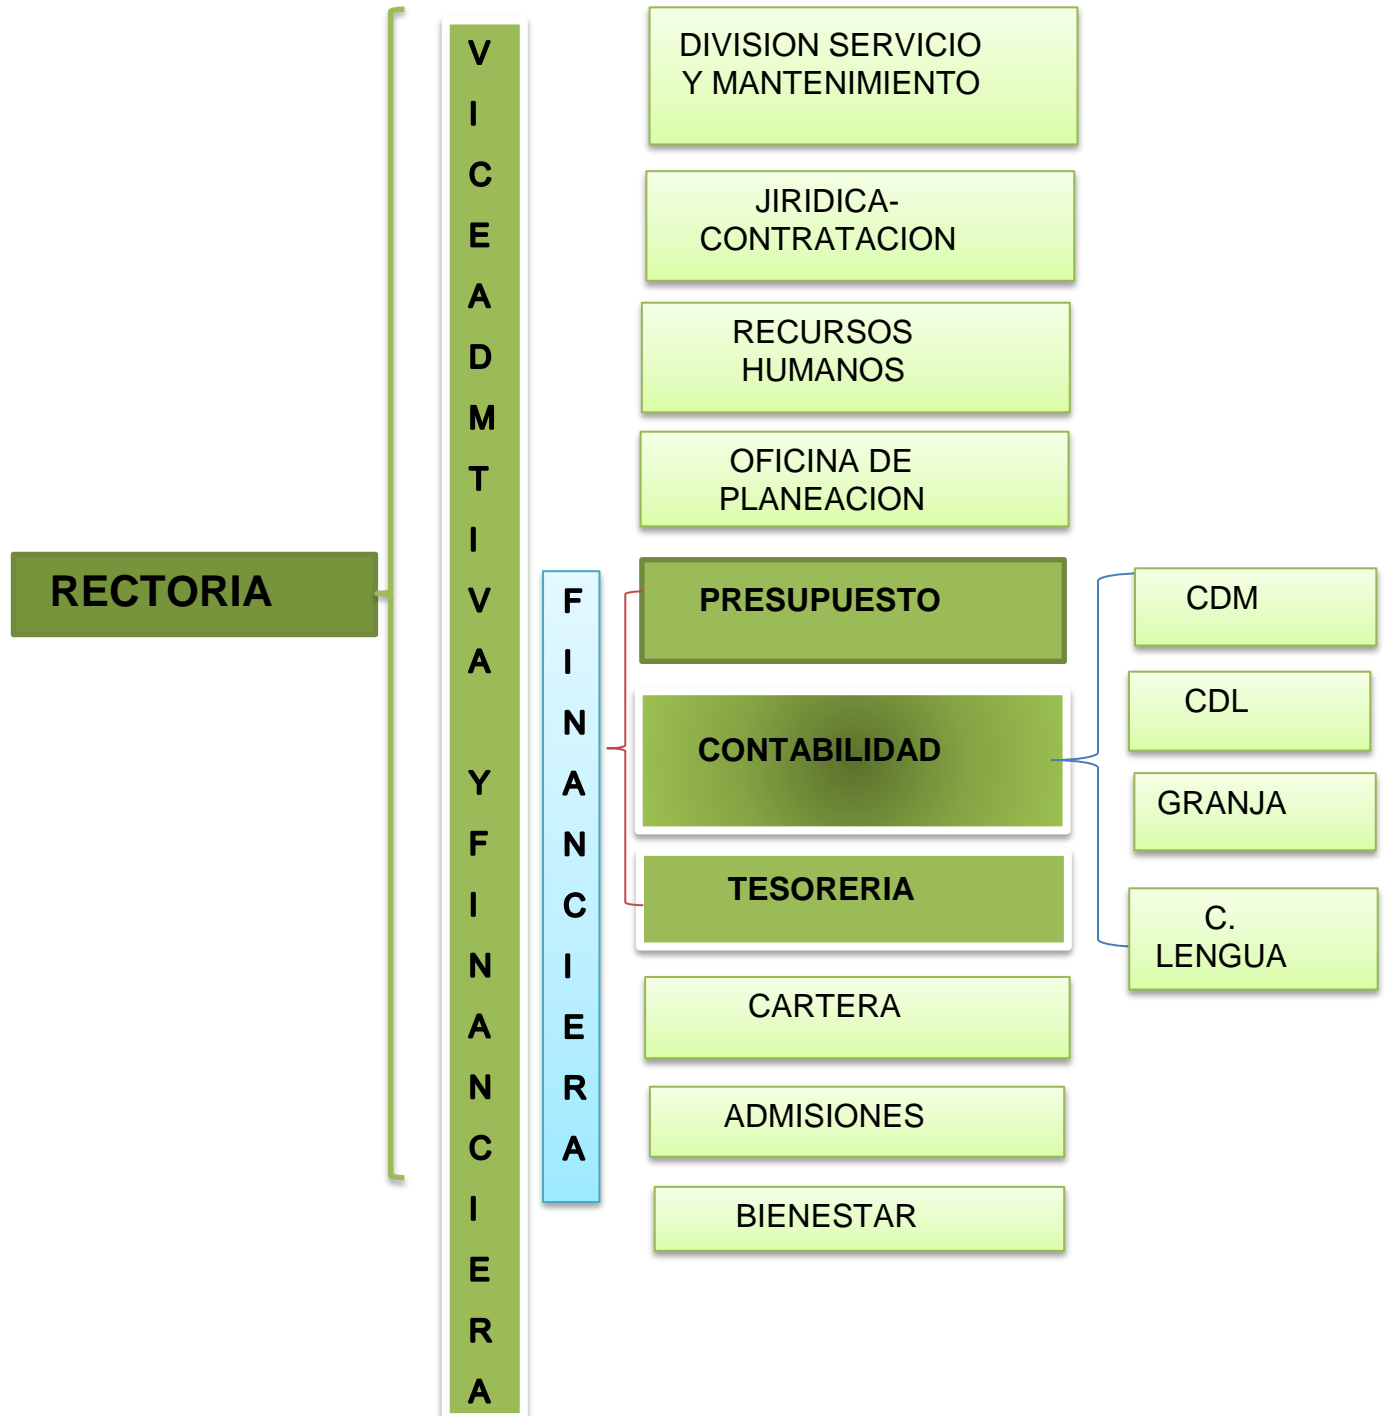 RECTORIA
VICEADMTIVA YFINANCIERA
FINANCIERA
DIVISION SERVICIO
Y MANTENIMIENTO
JIRIDICA-
CONTRATACION
RECURSOS
HUMANOS
OFICINA DE
PLANEACION
PRESUPUESTO
CONTABILIDAD
TESORERIA
CARTERA
ADMISIONES
BIENESTAR
CDM
CDL
GRANJA
C.
LENGUA